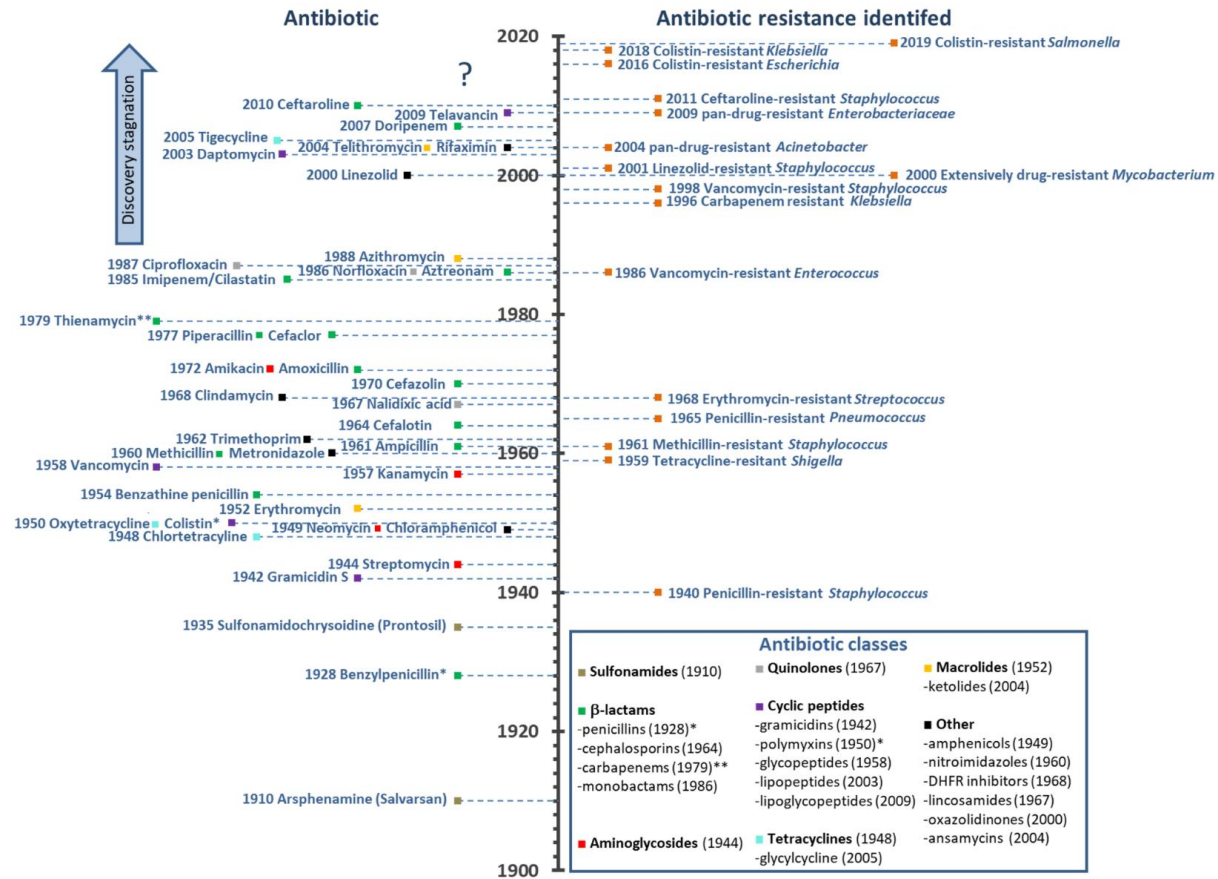 Antibiotic
Antibiotic resistance identifed
2020
2019 Colistin-resistant Salmonella
2018 Colistin-resistant Klebsiella
2016 Colistin-resistant Escherichia
?
Discovery stagnation
2010 Ceftaroline
2011 Ceftaroline-resistant Staphylococcus
2009 Telavancin
2009 pan-drug-resistant Enterobacteriaceae
2007 Doripenem
2005 Tigecycline
2004 Telithromycin Rifaximin
2004 pan-drug-resistant Acinetobacter
2003 Daptomycin
2001 Linezolid-resistant Staphylococcus
2000 Linezolid
2000
2000 Extensively drug-resistant Mycobacterium
1998 Vancomycin-resistant Staphylococcus
1996 Carbapenem resistant Klebsiella
1988 Azithromycin
1987 Ciprofloxacin
1986 Norfloxacin Aztreonam
1986 Vancomycin-resistant Enterococcus
1985 Imipenem/Cilastatin
1980
1979 Thienamycin**
1977 Piperacillin Cefaclor
1972 Amikacin Amoxicillin
1970 Cefazolin
1968 Clindamycin
1968 Erythromycin-resistant Streptococcus
1967 Nalidixic acid
1965 Penicillin-resistant Pneumococcus
1964 Cefalotin
1962 Trimethoprim
1961 Ampicillin
1961 Methicillin-resistant Staphylococcus
1960 Methicillin Metronidazole
1960
1959 Tetracycline-resitant Shigella
1958 Vancomycin
1957 Kanamycin
1954 Benzathine penicillin
1952 Erythromycin
1950 Oxytetracycline Colistin*
1949 Neomycin Chloramphenicol
1948 Chlortetracyline
1944 Streptomycin
1942 Gramicidin S
1940
1940 Penicillin-resistant Staphylococcus
1935 Sulfonamidochrysoidine (Prontosil)
1928 Benzylpenicillin*
1920
1910 Arsphenamine (Salvarsan)
1900
Antibiotic classes
Sulfonamides (1910)
β-lactams
-penicillins (1928)*
-cephalosporins (1964)
-carbapenems (1979)**
-monobactams (1986)
Aminoglycosides (1944)
Quinolones (1967)
Cyclic peptides
-gramicidins (1942)
-polymyxins (1950)*
-glycopeptides (1958)
-lipopeptides (2003)
-lipoglycopeptides (2009)
Tetracyclines (1948)
-glycylcycline (2005)
Macrolides (1952)
-ketolides (2004)
Other
-amphenicols (1949)
-nitroimidazoles (1960)
-DHFR inhibitors (1968)
-lincosamides (1967)
-oxazolidinones (2000)
-ansamycins (2004)